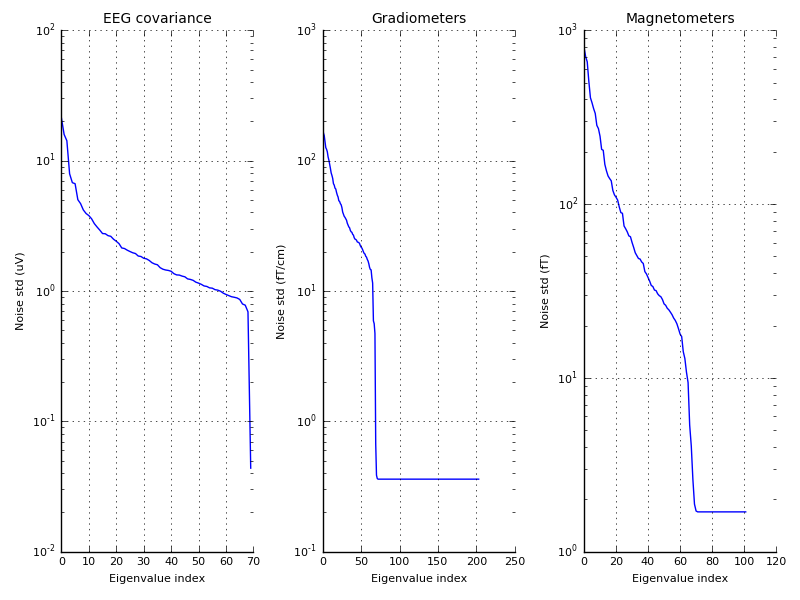 EEG covariance
Noise std (uV)
10^2
10^1
10^0
10^-1
10^-2
0 10 20 30 40 50 60 70
Eigenvalue index
Gradiometers
Noise std (fT/cm)
10^3
10^2
10^1
10^0
10^-1
0 50 100 150 200 250
Eigenvalue index
Magnetometers
Noise std (fT)
10^3
10^2
10^1
10^0
0 20 40 60 80 100 120
Eigenvalue index